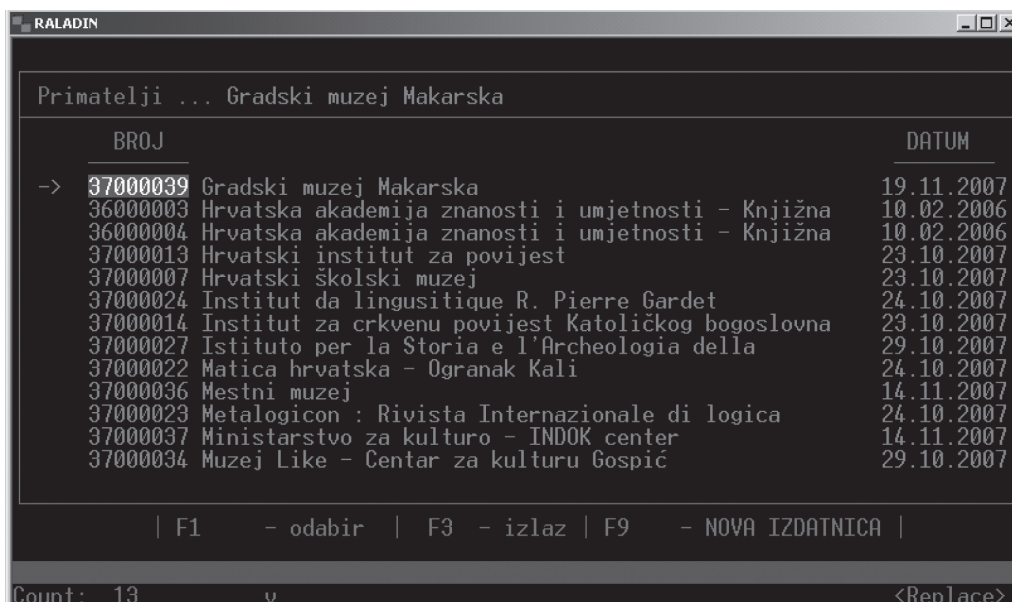 RALADIN
Primatelji ... Gradski muzej Makarska
BROJ DATUM
-> 37000039 Gradski muzej Makarska 19.11.2007
36000003 Hrvatska akademija znanosti i umjetnosti - Knjižna 10.02.2006
36000004 Hrvatska akademija znanosti i umjetnosti - Knjižna 10.02.2006
37000013 Hrvatski institut za povijest 23.10.2007
37000007 Hrvatski školski muzej 23.10.2007
37000024 Institut da lingusitique R. Pierre Gardet 24.10.2007
37000014 Institut za crkvenu povijest Katoličkog bogoslovna 23.10.2007
37000027 Istituto per la Storia e l'Archeologia della 29.10.2007
37000022 Matica hrvatska - Ogranak Kali 24.10.2007
37000036 Mestni muzej 14.11.2007
37000023 Metalogicon : Rivista Internazionale di logica 24.10.2007
37000037 Ministarstvo za kulturo - INDOK center 14.11.2007
37000034 Muzej Like - Centar za kulturu Gospić 29.10.2007
| F1 - odabir | F3 - izlaz | F9 - NOVA IZDATNICA |
Count: 13 v <Replace>